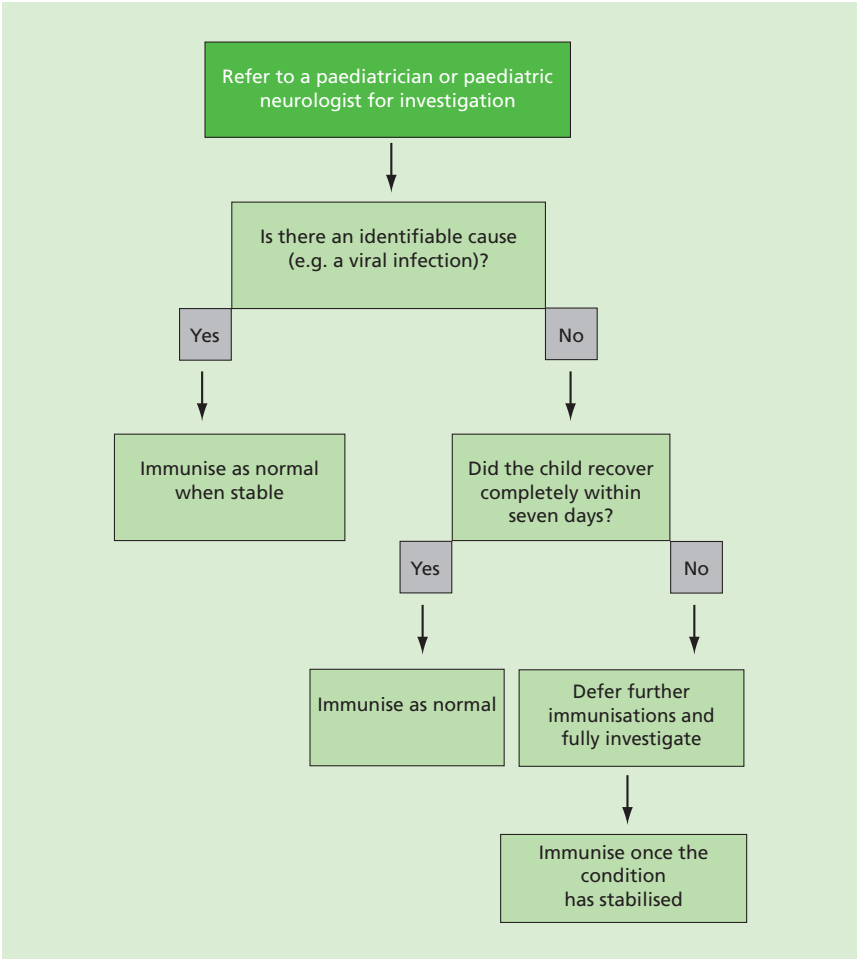 Refer to a paediatrician or paediatric
neurologist for investigation
Is there an identifiable cause
(e.g. a viral infection)?
Yes
No
Immunise as normal
when stable
Did the child recover
completely within
seven days?
Yes
No
Immunise as normal
Defer further
immunisations and
fully investigate
Immunise once the
condition
has stabilised